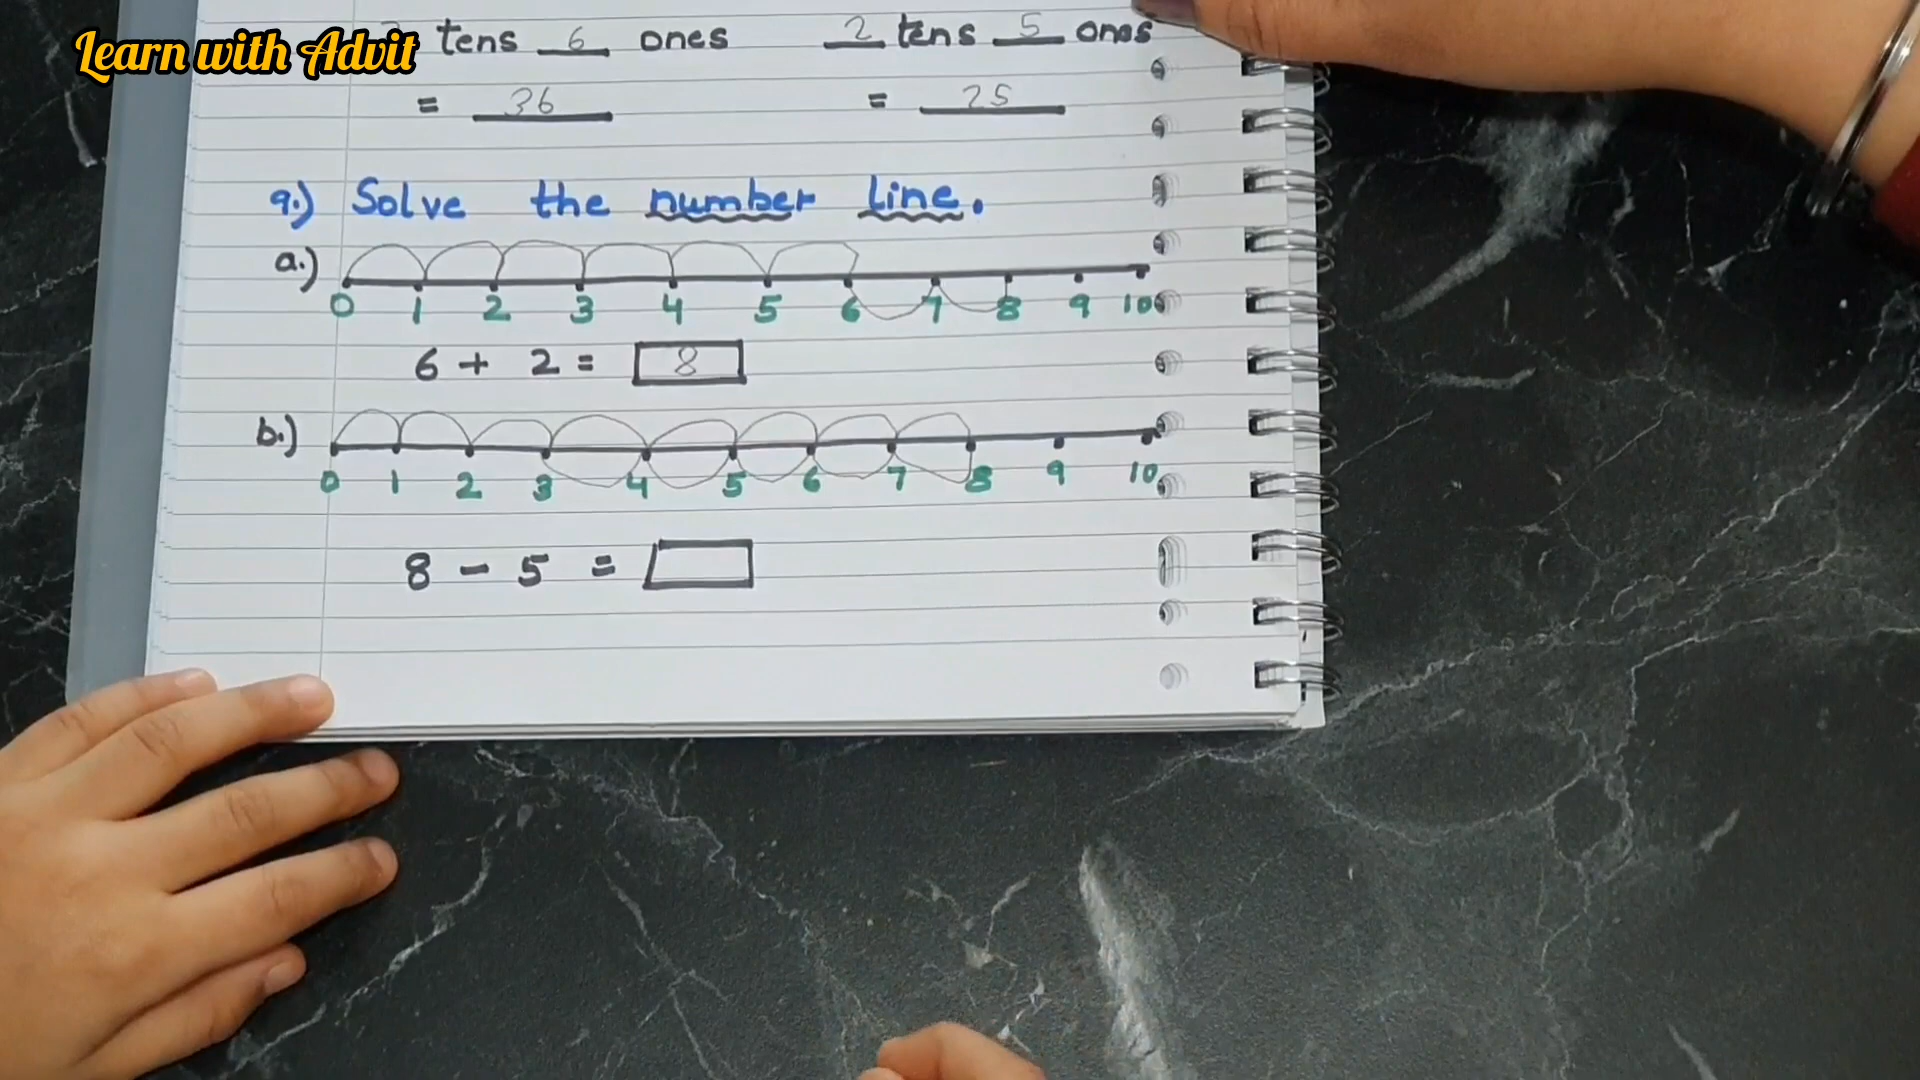 Learn with Advit
tens 6 ones 2 tens 5 ones
= 36 = 25
9.) Solve the number line.
a.)
0 1 2 3 4 5 6 7 8 9 10
6 + 2 = 8
b.)
0 1 2 3 4 5 6 7 8 9 10
8 - 5 =